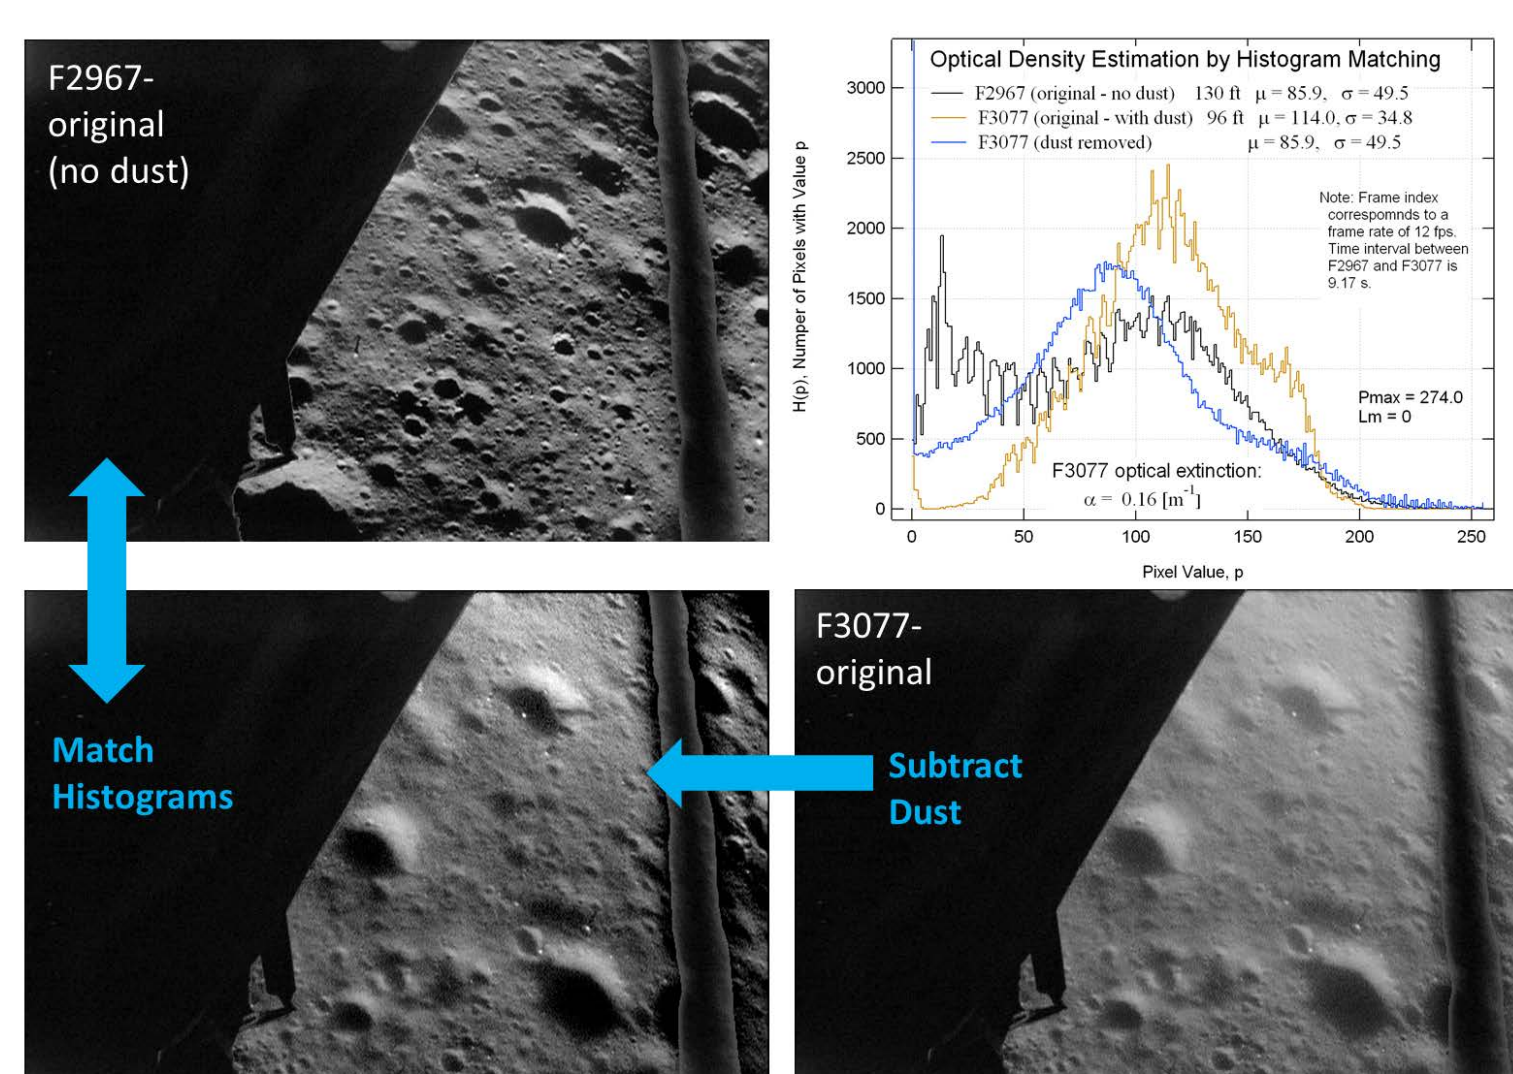 F2967-
original
(no dust)
Optical Density Estimation by Histogram Matching
F2967 (original - no dust) 130 ft μ = 85.9, σ = 49.5
F3077 (original - with dust) 96 ft μ = 114.0, σ = 34.8
F3077 (dust removed) μ = 85.9, σ = 49.5
Note: Frame index
correspomnds to a
frame rate of 12 fps.
Time interval between
F2967 and F3077 is
9.17 s.
Pmax = 274.0
Lm = 0
F3077 optical extinction:
α = 0.16 [m⁻¹]
H(p), Numper of Pixels with Value p
3000
2500
2000
1500
1000
500
0
0 50 100 150 200 250
Pixel Value, p
Match
Histograms
Subtract
Dust
F3077-
original